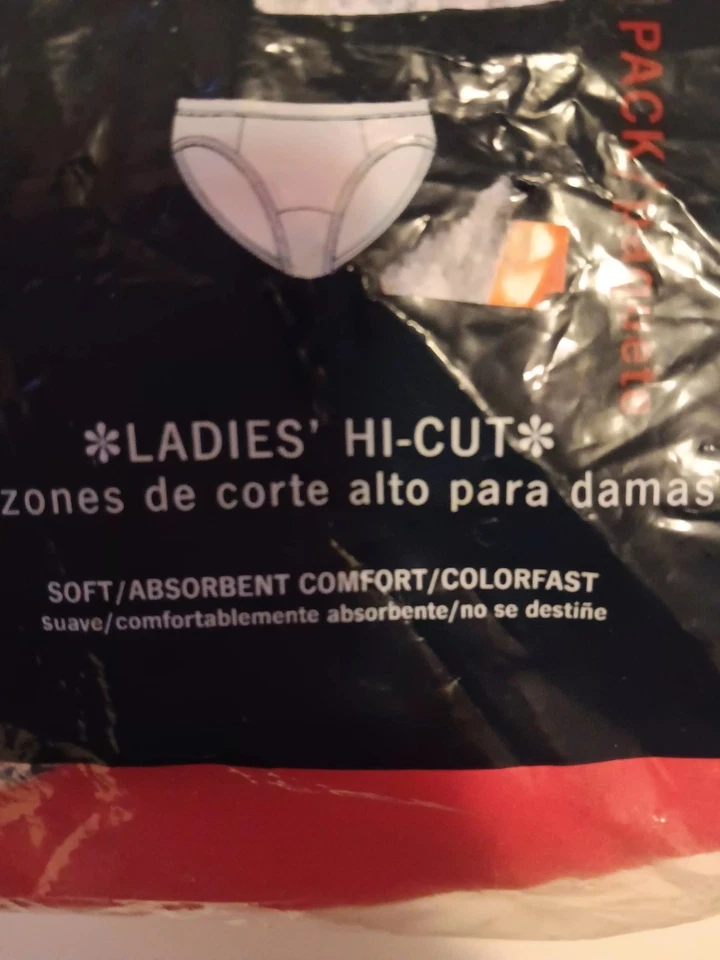 *LADIES' HI-CUT*
zones de corte alto para damas
SOFT/ABSORBENT COMFORT/COLORFAST
suave/comfortablemente absorbente/no se destiñe
PACK/paquete